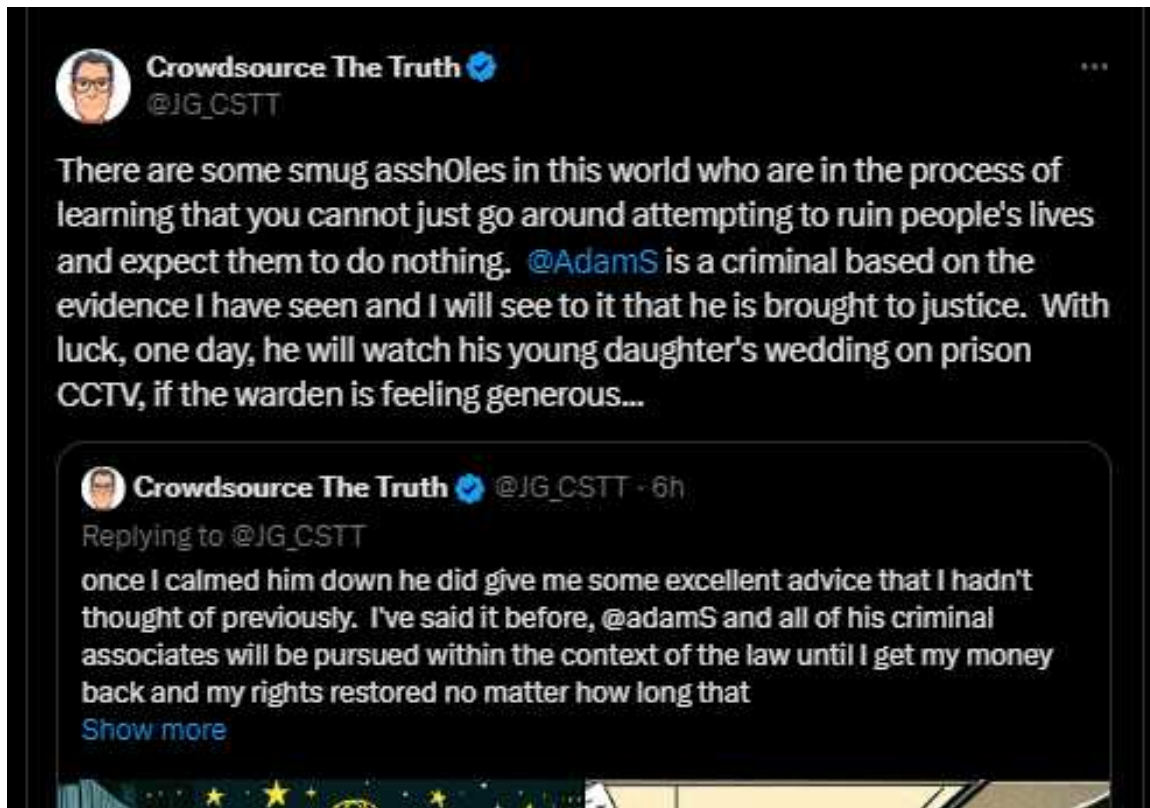 Crowdsource The Truth
@JG_CSTT
There are some smug assh0les in this world who are in the process of
learning that you cannot just go around attempting to ruin people's lives
and expect them to do nothing. @AdamS is a criminal based on the
evidence I have seen and I will see to it that he is brought to justice. With
luck, one day, he will watch his young daughter's wedding on prison
CCTV, if the warden is feeling generous...
Crowdsource The Truth @JG_CSTT · 6h
Replying to @JG_CSTT
once I calmed him down he did give me some excellent advice that I hadn't
thought of previously. I've said it before, @adamS and all of his criminal
associates will be pursued within the context of the law until I get my money
back and my rights restored no matter how long that
Show more